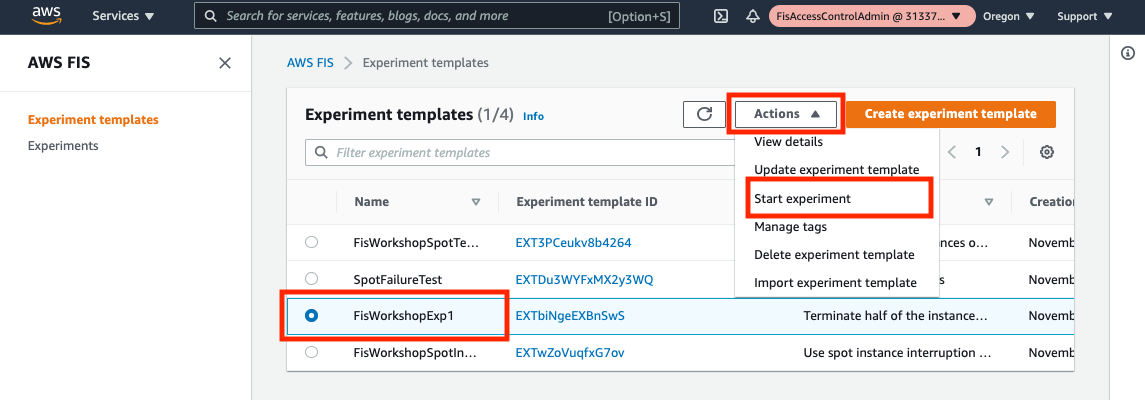 aws Services Search for services, features, blogs, docs, and more [Option+S] FisAccessControlAdmin @ 31337... Oregon Support
AWS FIS
Experiment templates
Experiments
AWS FIS Experiment templates
Experiment templates (1/4) Info Actions Create experiment template
Filter experiment templates 1
View details
Update experiment template
Start experiment
Manage tags
Delete experiment template
Import experiment template
Name Experiment template ID Creation
FisWorkshopSpotTe... EXT3PCeukv8b4264 ances o... Novemb
SpotFailureTest EXTDu3WYFxMX2y3WQ s Novemb
FisWorkshopExp1 EXTbiNgeEXBnSwS Terminate half of the instance... Novemb
FisWorkshopSpotIn... EXTwZoVuqfxG7ov Use spot instance interruption ... Novemb